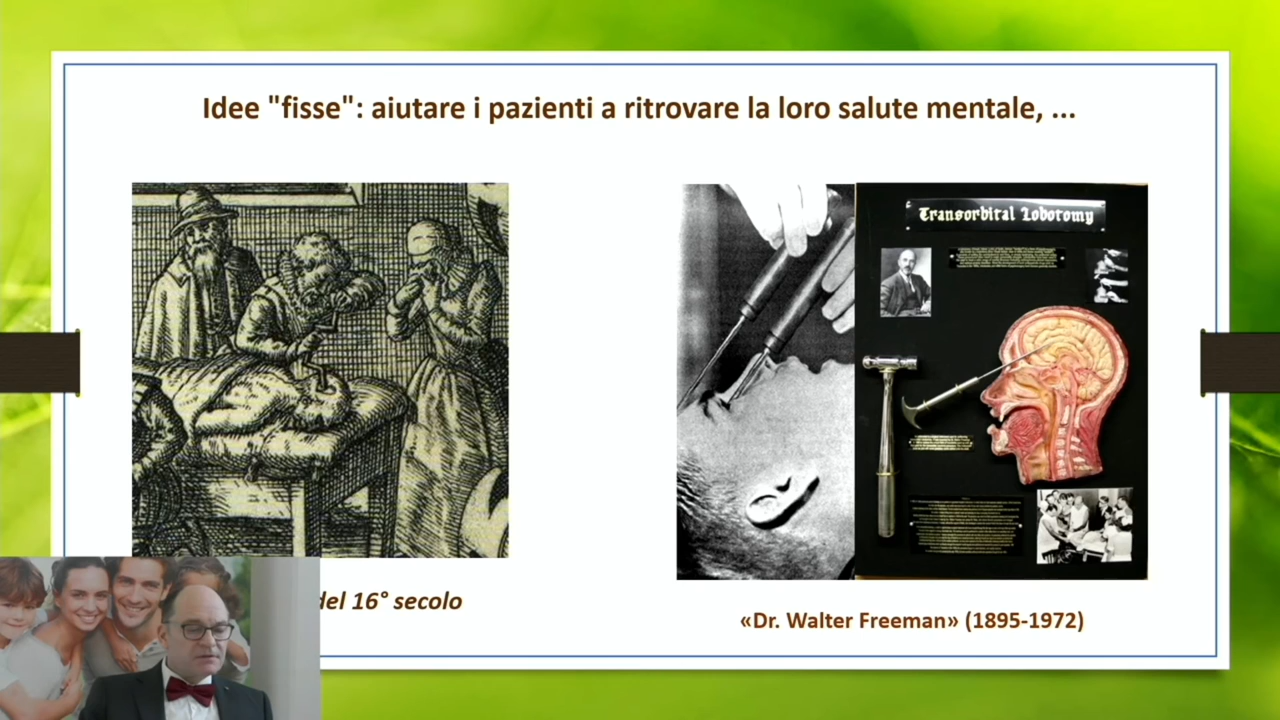 Idee "fisse": aiutare i pazienti a ritrovare la loro salute mentale, ...
Transorbital Lobotomy
del 16° secolo
«Dr. Walter Freeman» (1895-1972)